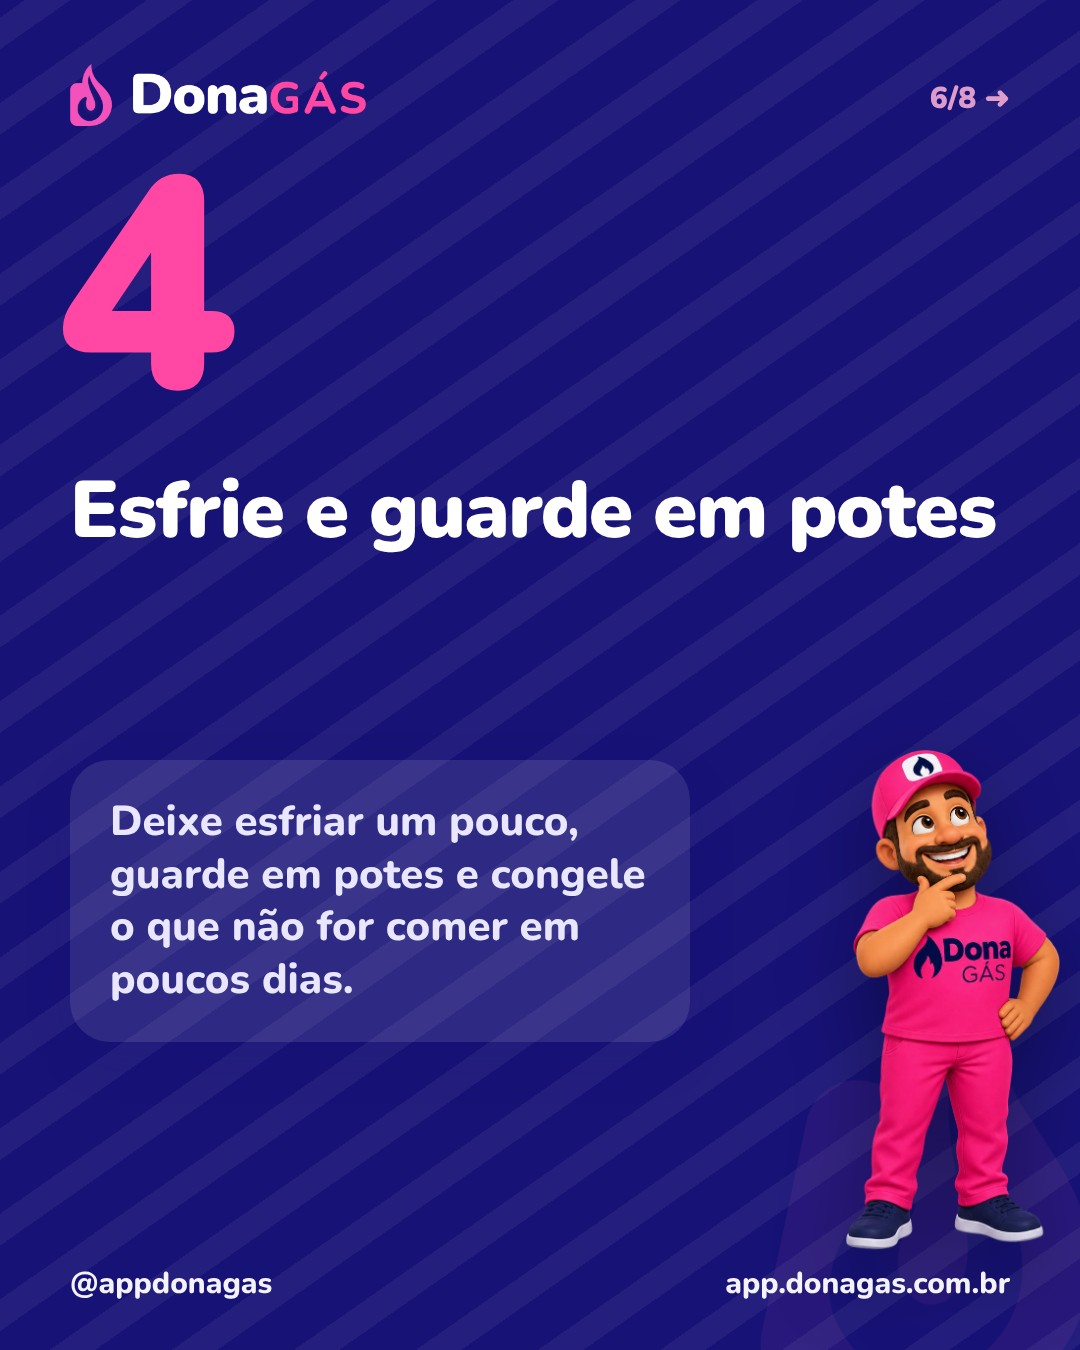 DonaGÁS
6/8 →
4
Esfrie e guarde em potes
Deixe esfriar um pouco,
guarde em potes e congele
o que não for comer em
poucos dias.
Dona
GÁS
@appdonagas
app.donagas.com.br